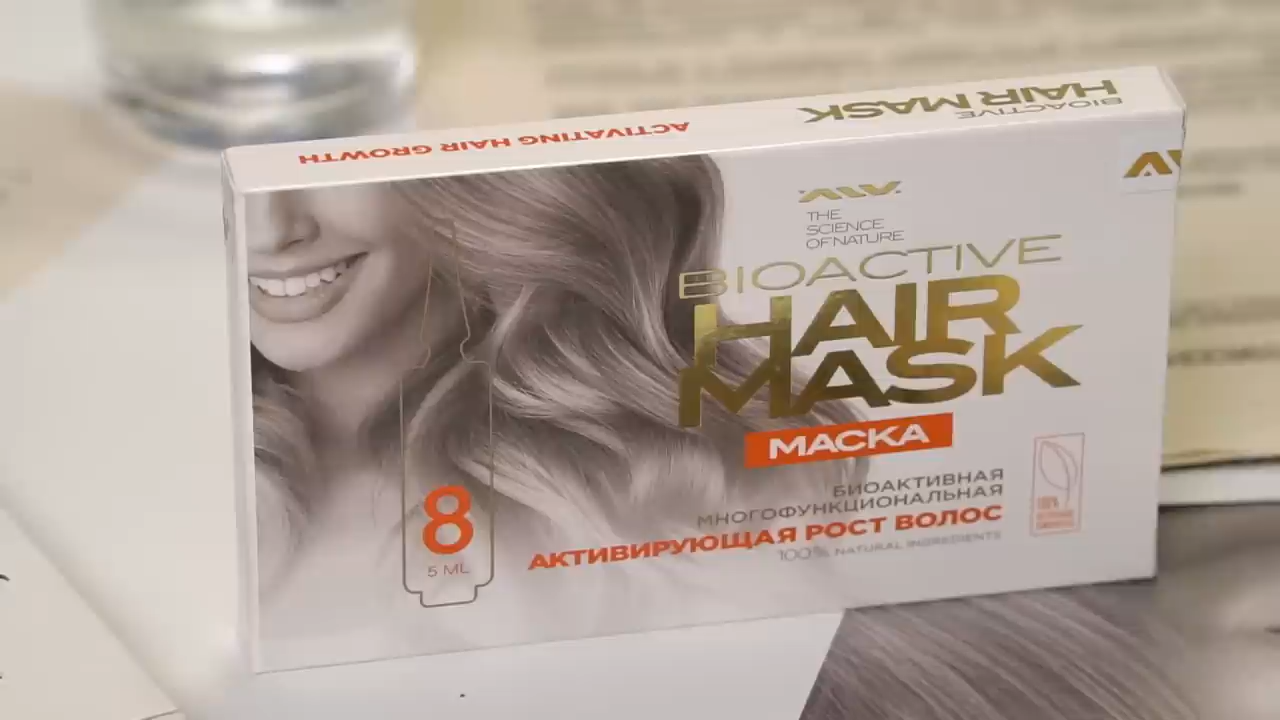 ACTIVATING HAIR GROWTH
BIOACTIVE
HAIR MASK
THE
SCIENCE
OF NATURE
BIOACTIVE
HAIR
MASK
МАСКА
БИОАКТИВНАЯ
МНОГОФУНКЦИОНАЛЬНАЯ
АКТИВИРУЮЩАЯ РОСТ ВОЛОС
100% NATURAL INGREDIENTS
8
5 ML
100%